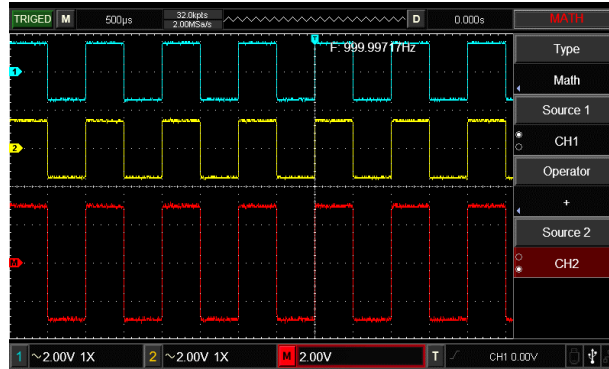 TRIGED M 500µs 32.0kpts D 0.000s MATH
2.00MSa/s
T
F: 999.99717Hz
Type
1
Math
Source 1
CH1
2
Operator
+
Source 2
M
CH2
1 ~2.00V 1X 2 ~2.00V 1X M 2.00V T CH1 0.00V